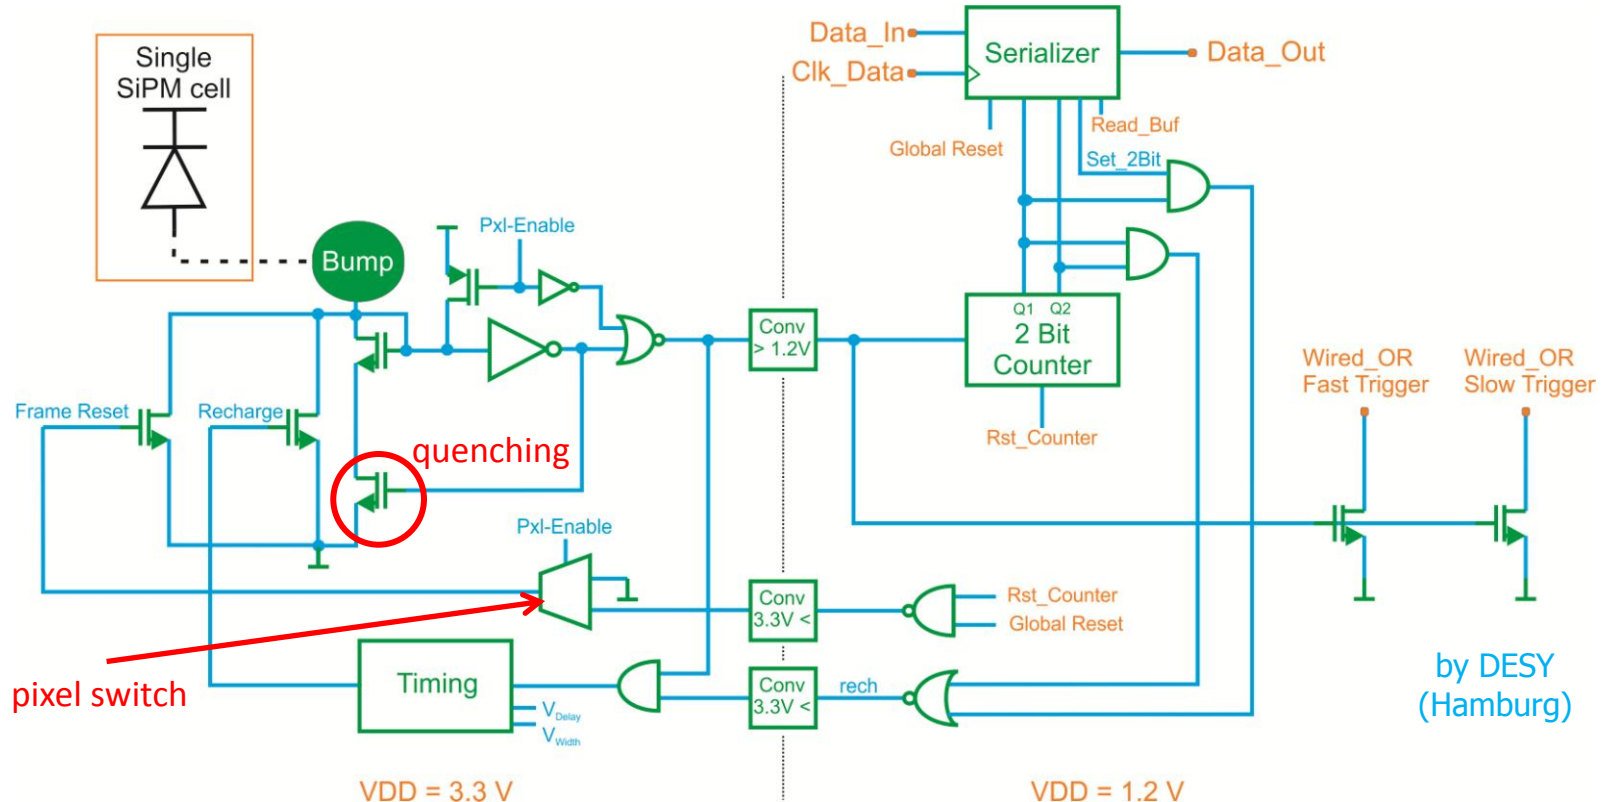 Single
SiPM cell
Bump
Pxl-Enable
Frame Reset
Recharge
quenching
Pxl-Enable
pixel switch
Timing
V_Delay
V_Width
VDD = 3.3 V
Conv
> 1.2V
Conv
3.3V <
Conv
3.3V <
rech
Data_In
Clk_Data
Serializer
Data_Out
Global Reset
Read_Buf
Set_2Bit
Q1 Q2
2 Bit
Counter
Rst_Counter
Wired_OR
Fast Trigger
Wired_OR
Slow Trigger
Rst_Counter
Global Reset
by DESY
(Hamburg)
VDD = 1.2 V